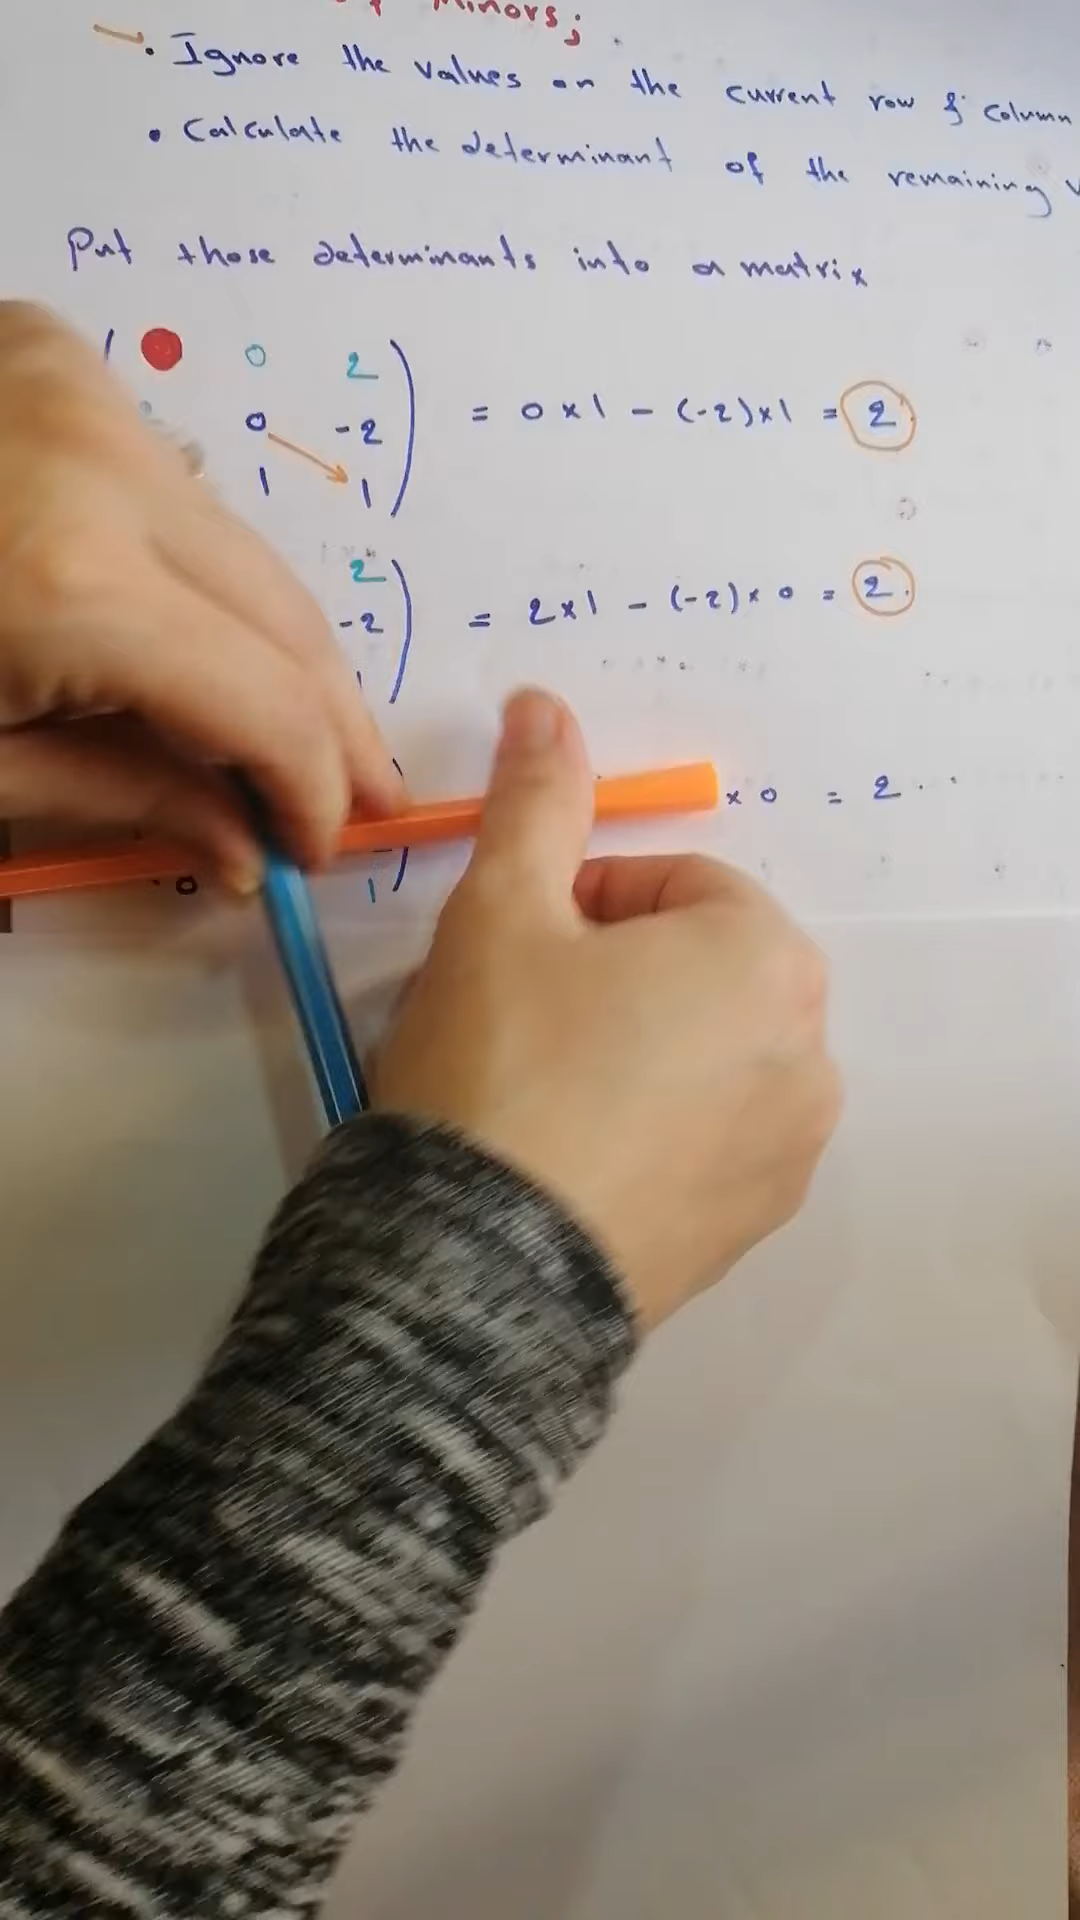 Minors;
• Ignore the values on the current row & column
• Calculate the determinant of the remaining
Put those determinants into a matrix
( 0 2
0 -2 ) = 0 x 1 - (-2) x 1 = 2
1 1
2
-2 ) = 2 x 1 - (-2) x 0 = 2.
x 0 = 2
0 1 )